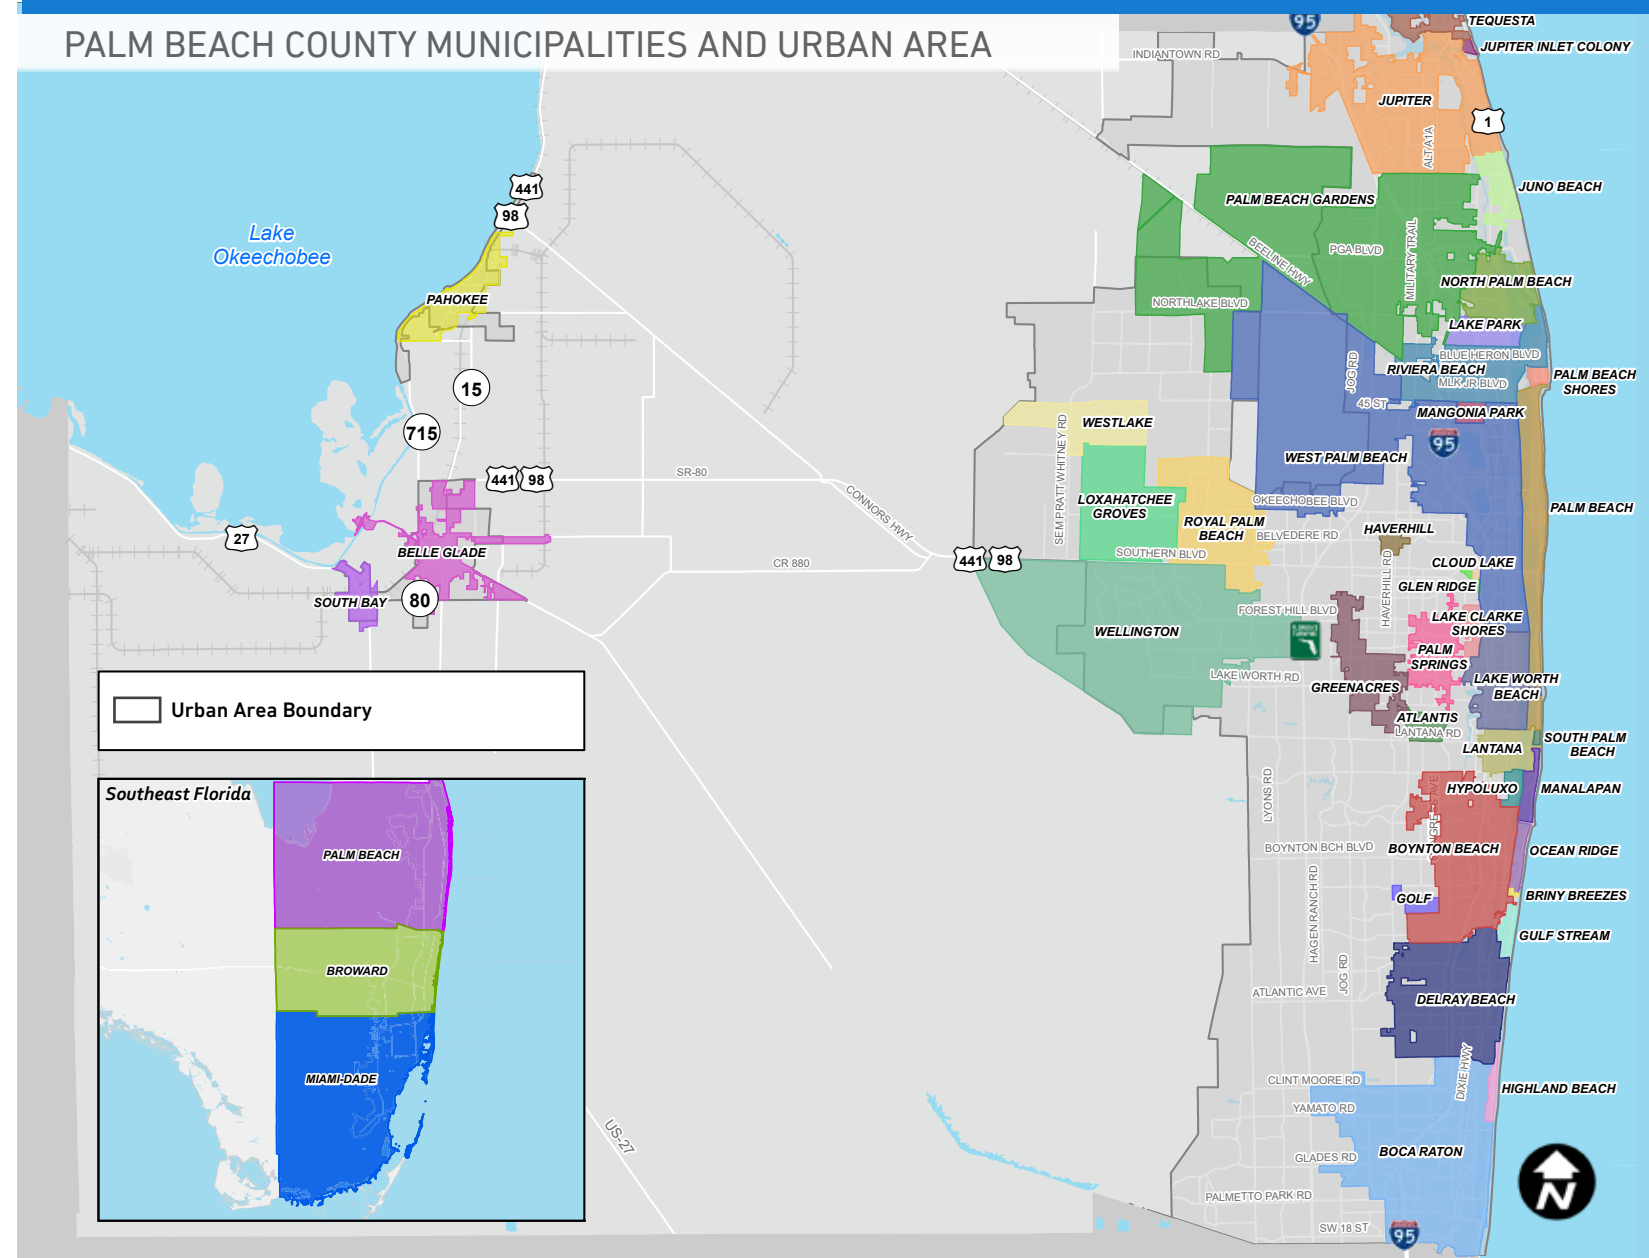 PALM BEACH COUNTY MUNICIPALITIES AND URBAN AREA
95
TEQUESTA
JUPITER INLET COLONY
INDIANTOWN RD
JUPITER
1
ALT A1A
441
98
JUNO BEACH
PALM BEACH GARDENS
Lake
Okeechobee
BEELINE HWY
PGA BLVD
MILITARY TRAIL
NORTH PALM BEACH
PAHOKEE
NORTHLAKE BLVD
LAKE PARK
BLUE HERON BLVD
JOG RD
RIVIERA BEACH
MLK JR BLVD
PALM BEACH
SHORES
15
45 ST
MANGONIA PARK
715
WESTLAKE
95
SEM PRATT WHITNEY RD
WEST PALM BEACH
SR-80
441 98
CONNORS HWY
LOXAHATCHEE
GROVES
OKEECHOBEE BLVD
PALM BEACH
ROYAL PALM
BEACH
HAVERHILL
BELVEDERE RD
27
BELLE GLADE
SOUTHERN BLVD
CR 880
441 98
CLOUD LAKE
HAVERHILL RD
GLEN RIDGE
SOUTH BAY
80
FOREST HILL BLVD
LAKE CLARKE
SHORES
WELLINGTON
PALM
SPRINGS
LAKE WORTH RD
GREENACRES
LAKE WORTH
BEACH
Urban Area Boundary
ATLANTIS
LANTANA RD
SOUTH PALM
BEACH
LANTANA
LYONS RD
HYPOLUXO
MANALAPAN
Southeast Florida
BOYNTON BCH BLVD
BOYNTON BEACH
OCEAN RIDGE
PALM BEACH
HAGEN RANCH RD
GOLF
BRINY BREEZES
GULF STREAM
BROWARD
JOG RD
ATLANTIC AVE
DELRAY BEACH
MIAMI-DADE
CLINT MOORE RD
DIXIE HWY
HIGHLAND BEACH
YAMATO RD
US-27
GLADES RD
BOCA RATON
PALMETTO PARK RD
N
SW 18 ST
95